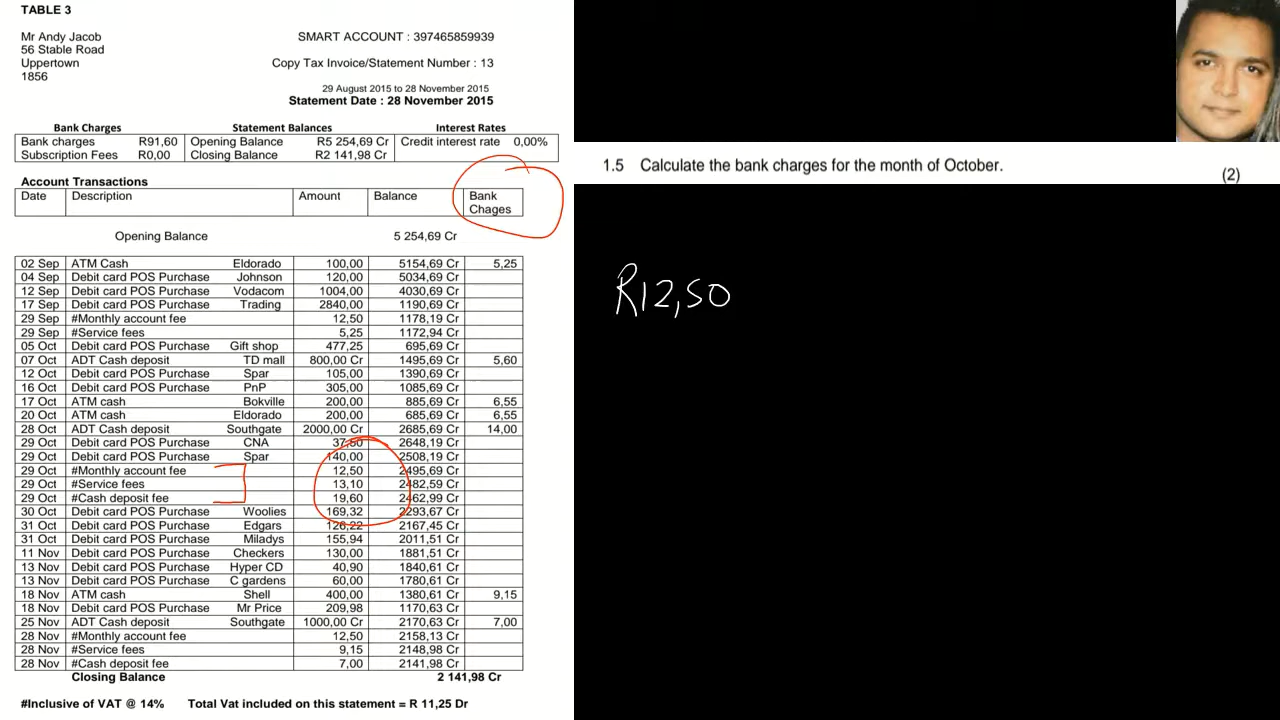 TABLE 3
Mr Andy Jacob SMART ACCOUNT : 397465859939
56 Stable Road
Uppertown Copy Tax Invoice/Statement Number : 13
1856
29 August 2015 to 28 November 2015
Statement Date : 28 November 2015
Bank Charges Statement Balances Interest Rates
Bank charges R91,60 Opening Balance R5 254,69 Cr Credit interest rate 0,00%
Subscription Fees R0,00 Closing Balance R2 141,98 Cr
Account Transactions
Date Description Amount Balance Bank
Chages
Opening Balance 5 254,69 Cr
02 Sep ATM Cash Eldorado 100,00 5154,69 Cr 5,25
04 Sep Debit card POS Purchase Johnson 120,00 5034,69 Cr
12 Sep Debit card POS Purchase Vodacom 1004,00 4030,69 Cr
17 Sep Debit card POS Purchase Trading 2840,00 1190,69 Cr
29 Sep #Monthly account fee 12,50 1178,19 Cr
29 Sep #Service fees 5,25 1172,94 Cr
05 Oct Debit card POS Purchase Gift shop 477,25 695,69 Cr
07 Oct ADT Cash deposit TD mall 800,00 Cr 1495,69 Cr 5,60
12 Oct Debit card POS Purchase Spar 105,00 1390,69 Cr
16 Oct Debit card POS Purchase PnP 305,00 1085,69 Cr
17 Oct ATM cash Bokville 200,00 885,69 Cr 6,55
20 Oct ATM cash Eldorado 200,00 685,69 Cr 6,55
28 Oct ADT Cash deposit Southgate 2000,00 Cr 2685,69 Cr 14,00
29 Oct Debit card POS Purchase CNA 37,50 2648,19 Cr
29 Oct Debit card POS Purchase Spar 140,00 2508,19 Cr
29 Oct #Monthly account fee 12,50 2495,69 Cr
29 Oct #Service fees 13,10 2482,59 Cr
29 Oct #Cash deposit fee 19,60 2462,99 Cr
30 Oct Debit card POS Purchase Woolies 169,32 2293,67 Cr
31 Oct Debit card POS Purchase Edgars 126,22 2167,45 Cr
31 Oct Debit card POS Purchase Miladys 155,94 2011,51 Cr
11 Nov Debit card POS Purchase Checkers 130,00 1881,51 Cr
13 Nov Debit card POS Purchase Hyper CD 40,90 1840,61 Cr
13 Nov Debit card POS Purchase C gardens 60,00 1780,61 Cr
18 Nov ATM cash Shell 400,00 1380,61 Cr 9,15
18 Nov Debit card POS Purchase Mr Price 209,98 1170,63 Cr
25 Nov ADT Cash deposit Southgate 1000,00 Cr 2170,63 Cr 7,00
28 Nov #Monthly account fee 12,50 2158,13 Cr
28 Nov #Service fees 9,15 2148,98 Cr
28 Nov #Cash deposit fee 7,00 2141,98 Cr
Closing Balance 2 141,98 Cr
#Inclusive of VAT @ 14% Total Vat included on this statement = R 11,25 Dr
1.5 Calculate the bank charges for the month of October.
(2)
R12,50